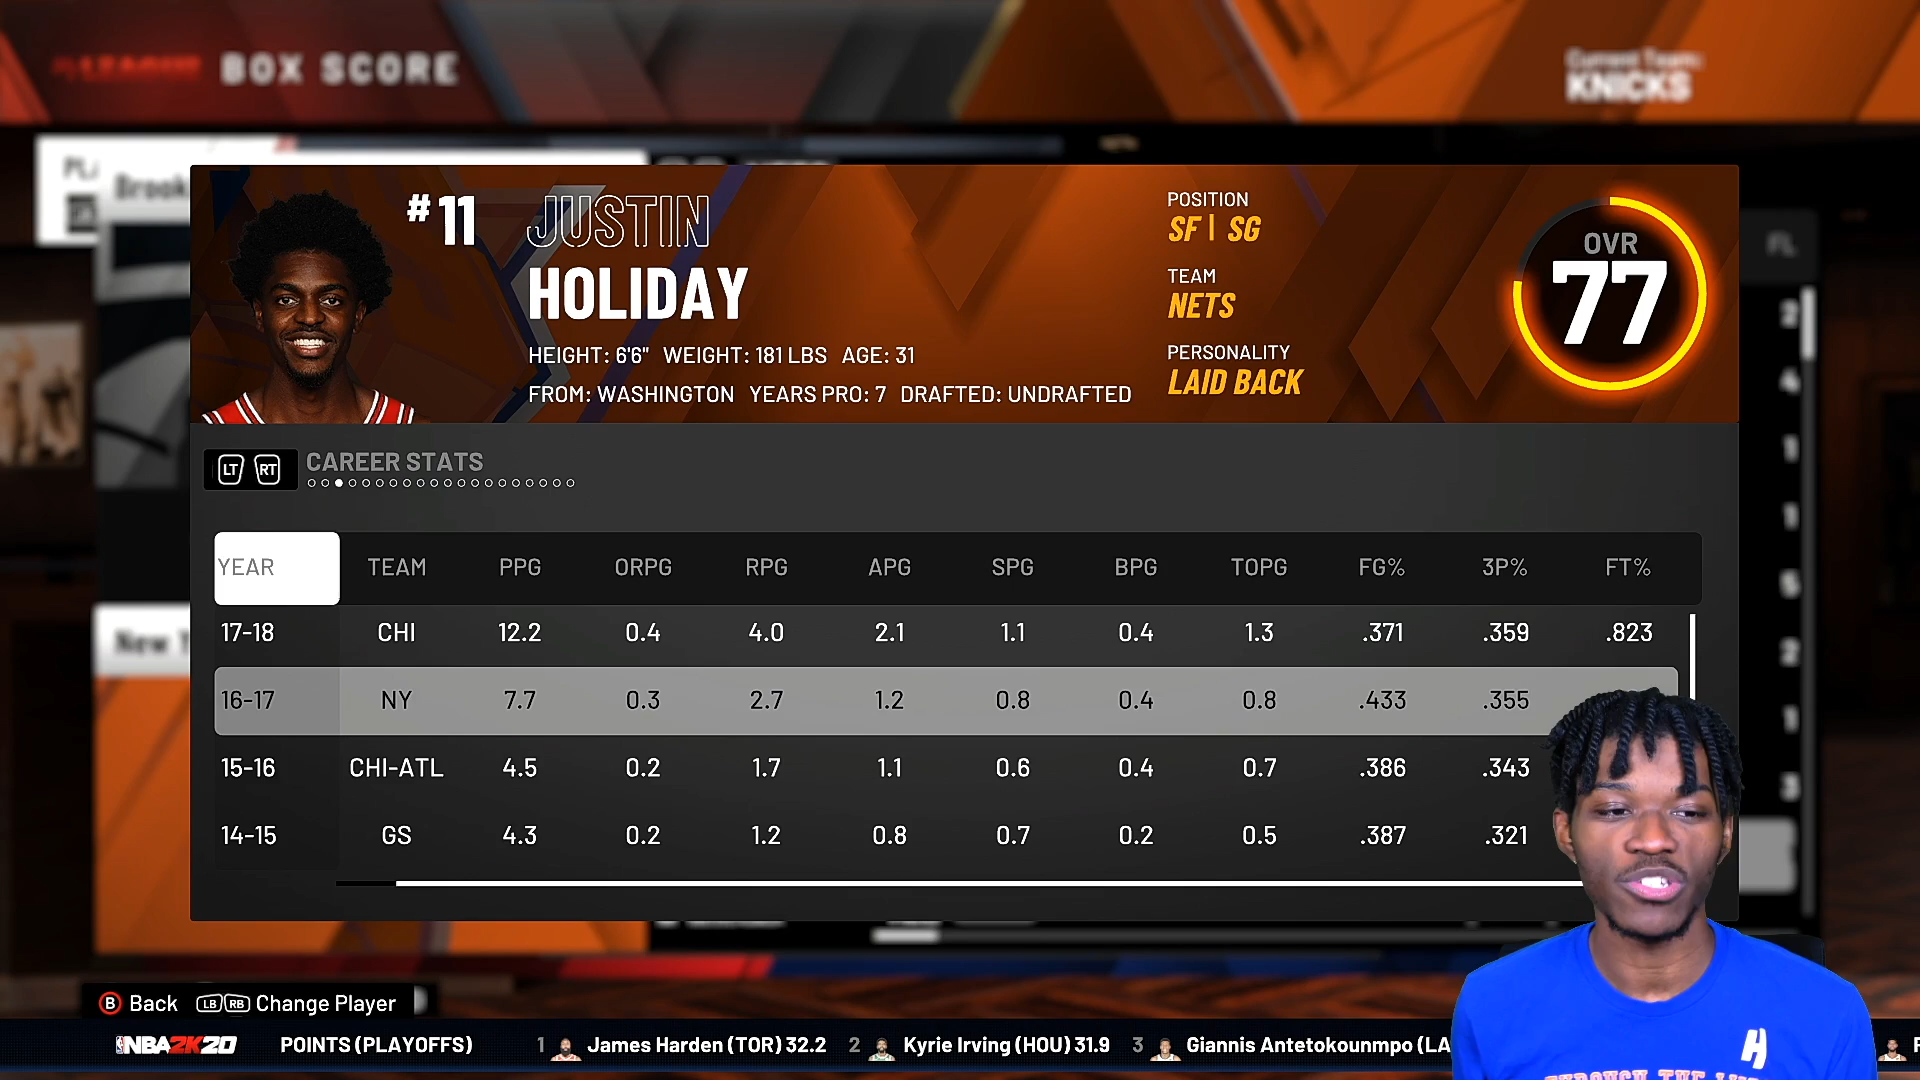 BOX SCORE
Current Team:
KNICKS
Brook
#11 JUSTIN
HOLIDAY
HEIGHT: 6'6" WEIGHT: 181 LBS AGE: 31
FROM: WASHINGTON YEARS PRO: 7 DRAFTED: UNDRAFTED
POSITION
SF | SG
TEAM
NETS
PERSONALITY
LAID BACK
OVR
77
FL
LT RT CAREER STATS
YEAR TEAM PPG ORPG RPG APG SPG BPG TOPG FG% 3P% FT%
17-18 CHI 12.2 0.4 4.0 2.1 1.1 0.4 1.3 .371 .359 .823
16-17 NY 7.7 0.3 2.7 1.2 0.8 0.4 0.8 .433 .355
15-16 CHI-ATL 4.5 0.2 1.7 1.1 0.6 0.4 0.7 .386 .343
14-15 GS 4.3 0.2 1.2 0.8 0.7 0.2 0.5 .387 .321
New
B Back LB RB Change Player
NBA2K20 POINTS (PLAYOFFS) 1 James Harden (TOR) 32.2 2 Kyrie Irving (HOU) 31.9 3 Giannis Antetokounmpo (LA
H